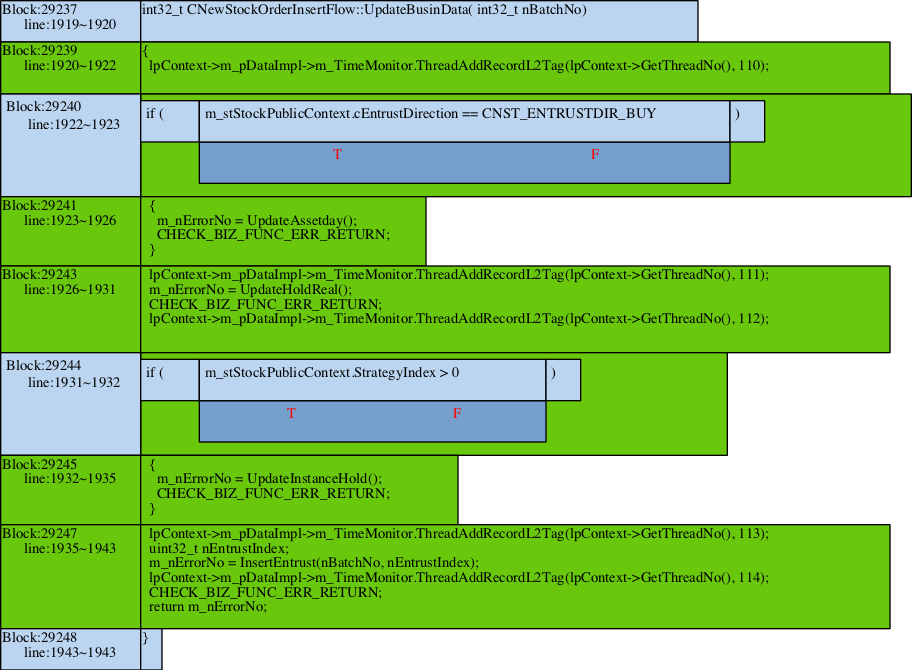 Block:29237 int32_t CNewStockOrderInsertFlow::UpdateBusinData( int32_t nBatchNo)
line:1919~1920
Block:29239 {
line:1920~1922 lpContext->m_pDataImpl->m_TimeMonitor.ThreadAddRecordL2Tag(lpContext->GetThreadNo(), 110);
Block:29240 if ( m_stStockPublicContext.cEntrustDirection == CNST_ENTRUSTDIR_BUY )
line:1922~1923
T F
Block:29241 {
line:1923~1926 m_nErrorNo = UpdateAssetday();
CHECK_BIZ_FUNC_ERR_RETURN;
}
Block:29243 lpContext->m_pDataImpl->m_TimeMonitor.ThreadAddRecordL2Tag(lpContext->GetThreadNo(), 111);
line:1926~1931 m_nErrorNo = UpdateHoldReal();
CHECK_BIZ_FUNC_ERR_RETURN;
lpContext->m_pDataImpl->m_TimeMonitor.ThreadAddRecordL2Tag(lpContext->GetThreadNo(), 112);
Block:29244 if ( m_stStockPublicContext.StrategyIndex > 0 )
line:1931~1932
T F
Block:29245 {
line:1932~1935 m_nErrorNo = UpdateInstanceHold();
CHECK_BIZ_FUNC_ERR_RETURN;
}
Block:29247 lpContext->m_pDataImpl->m_TimeMonitor.ThreadAddRecordL2Tag(lpContext->GetThreadNo(), 113);
line:1935~1943 uint32_t nEntrustIndex;
m_nErrorNo = InsertEntrust(nBatchNo, nEntrustIndex);
lpContext->m_pDataImpl->m_TimeMonitor.ThreadAddRecordL2Tag(lpContext->GetThreadNo(), 114);
CHECK_BIZ_FUNC_ERR_RETURN;
return m_nErrorNo;
Block:29248 }
line:1943~1943